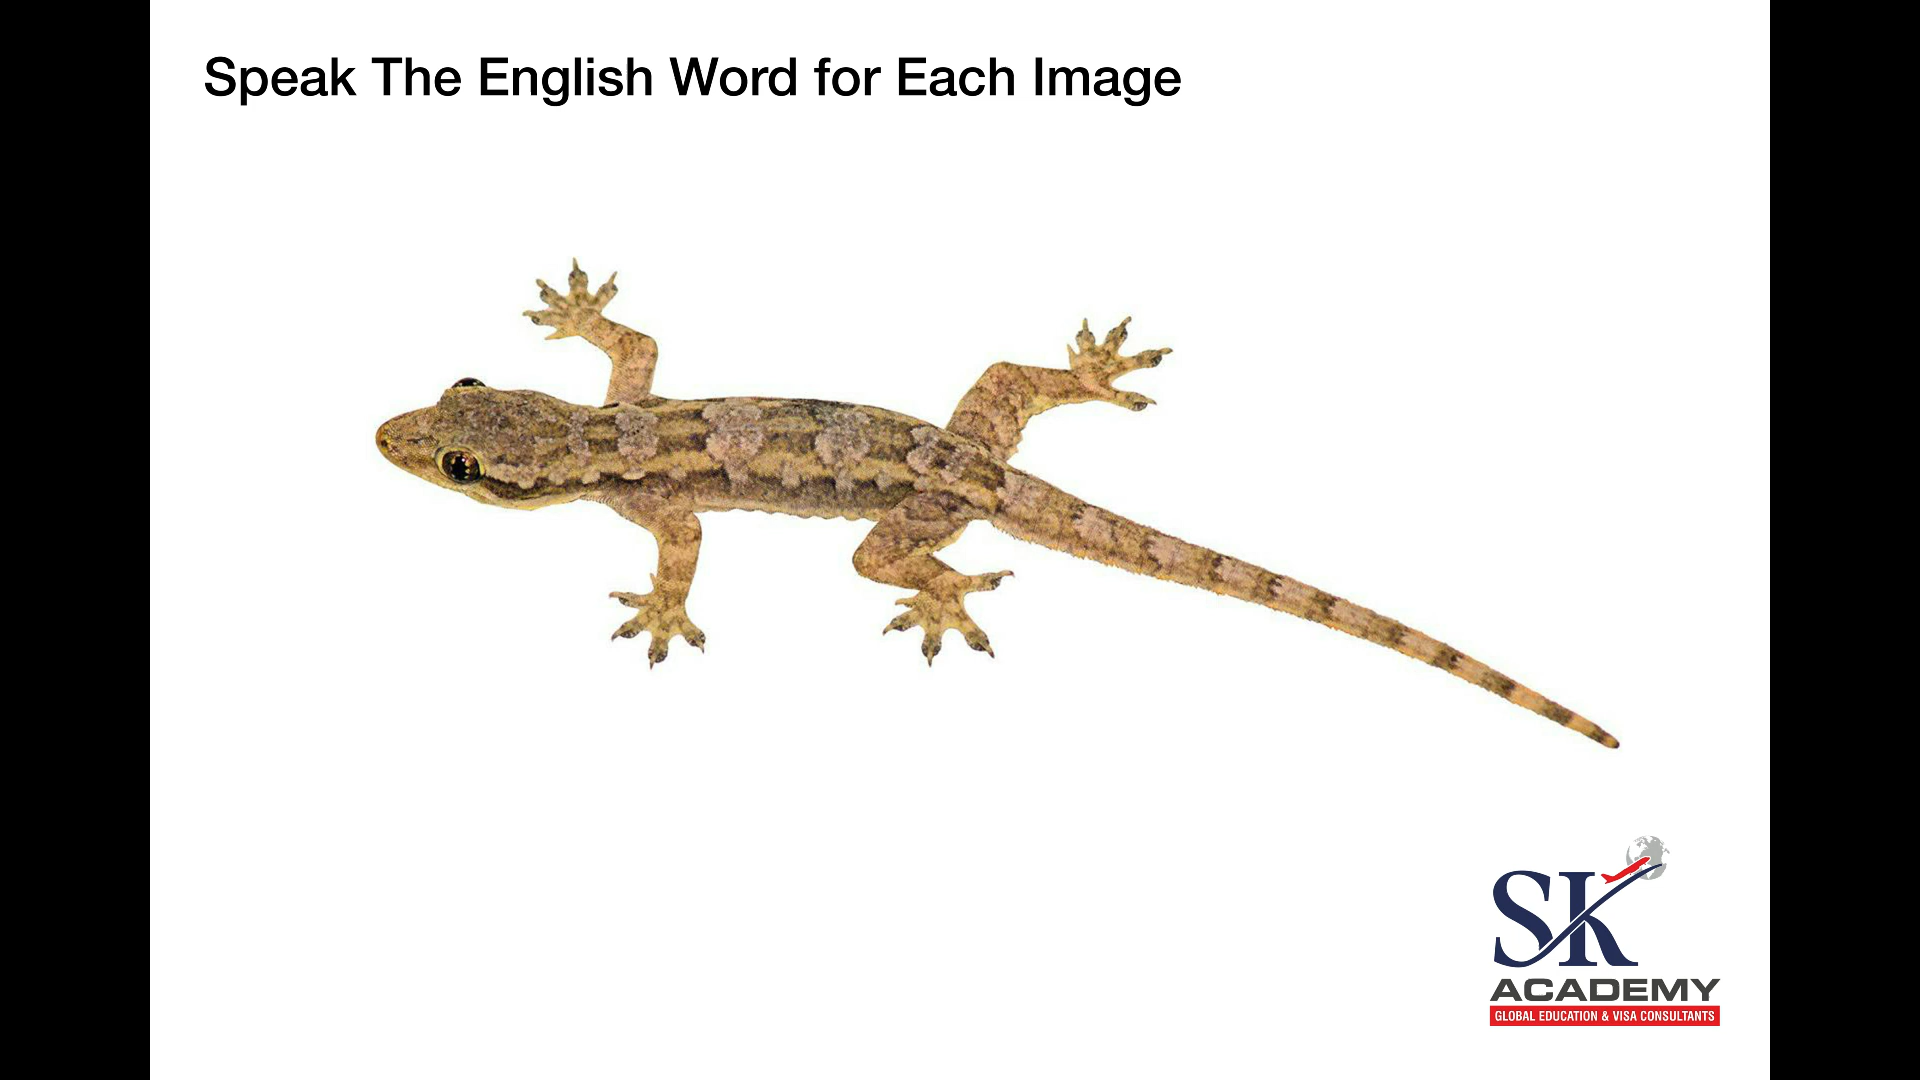 Speak The English Word for Each Image
SK
ACADEMY
GLOBAL EDUCATION & VISA CONSULTANTS